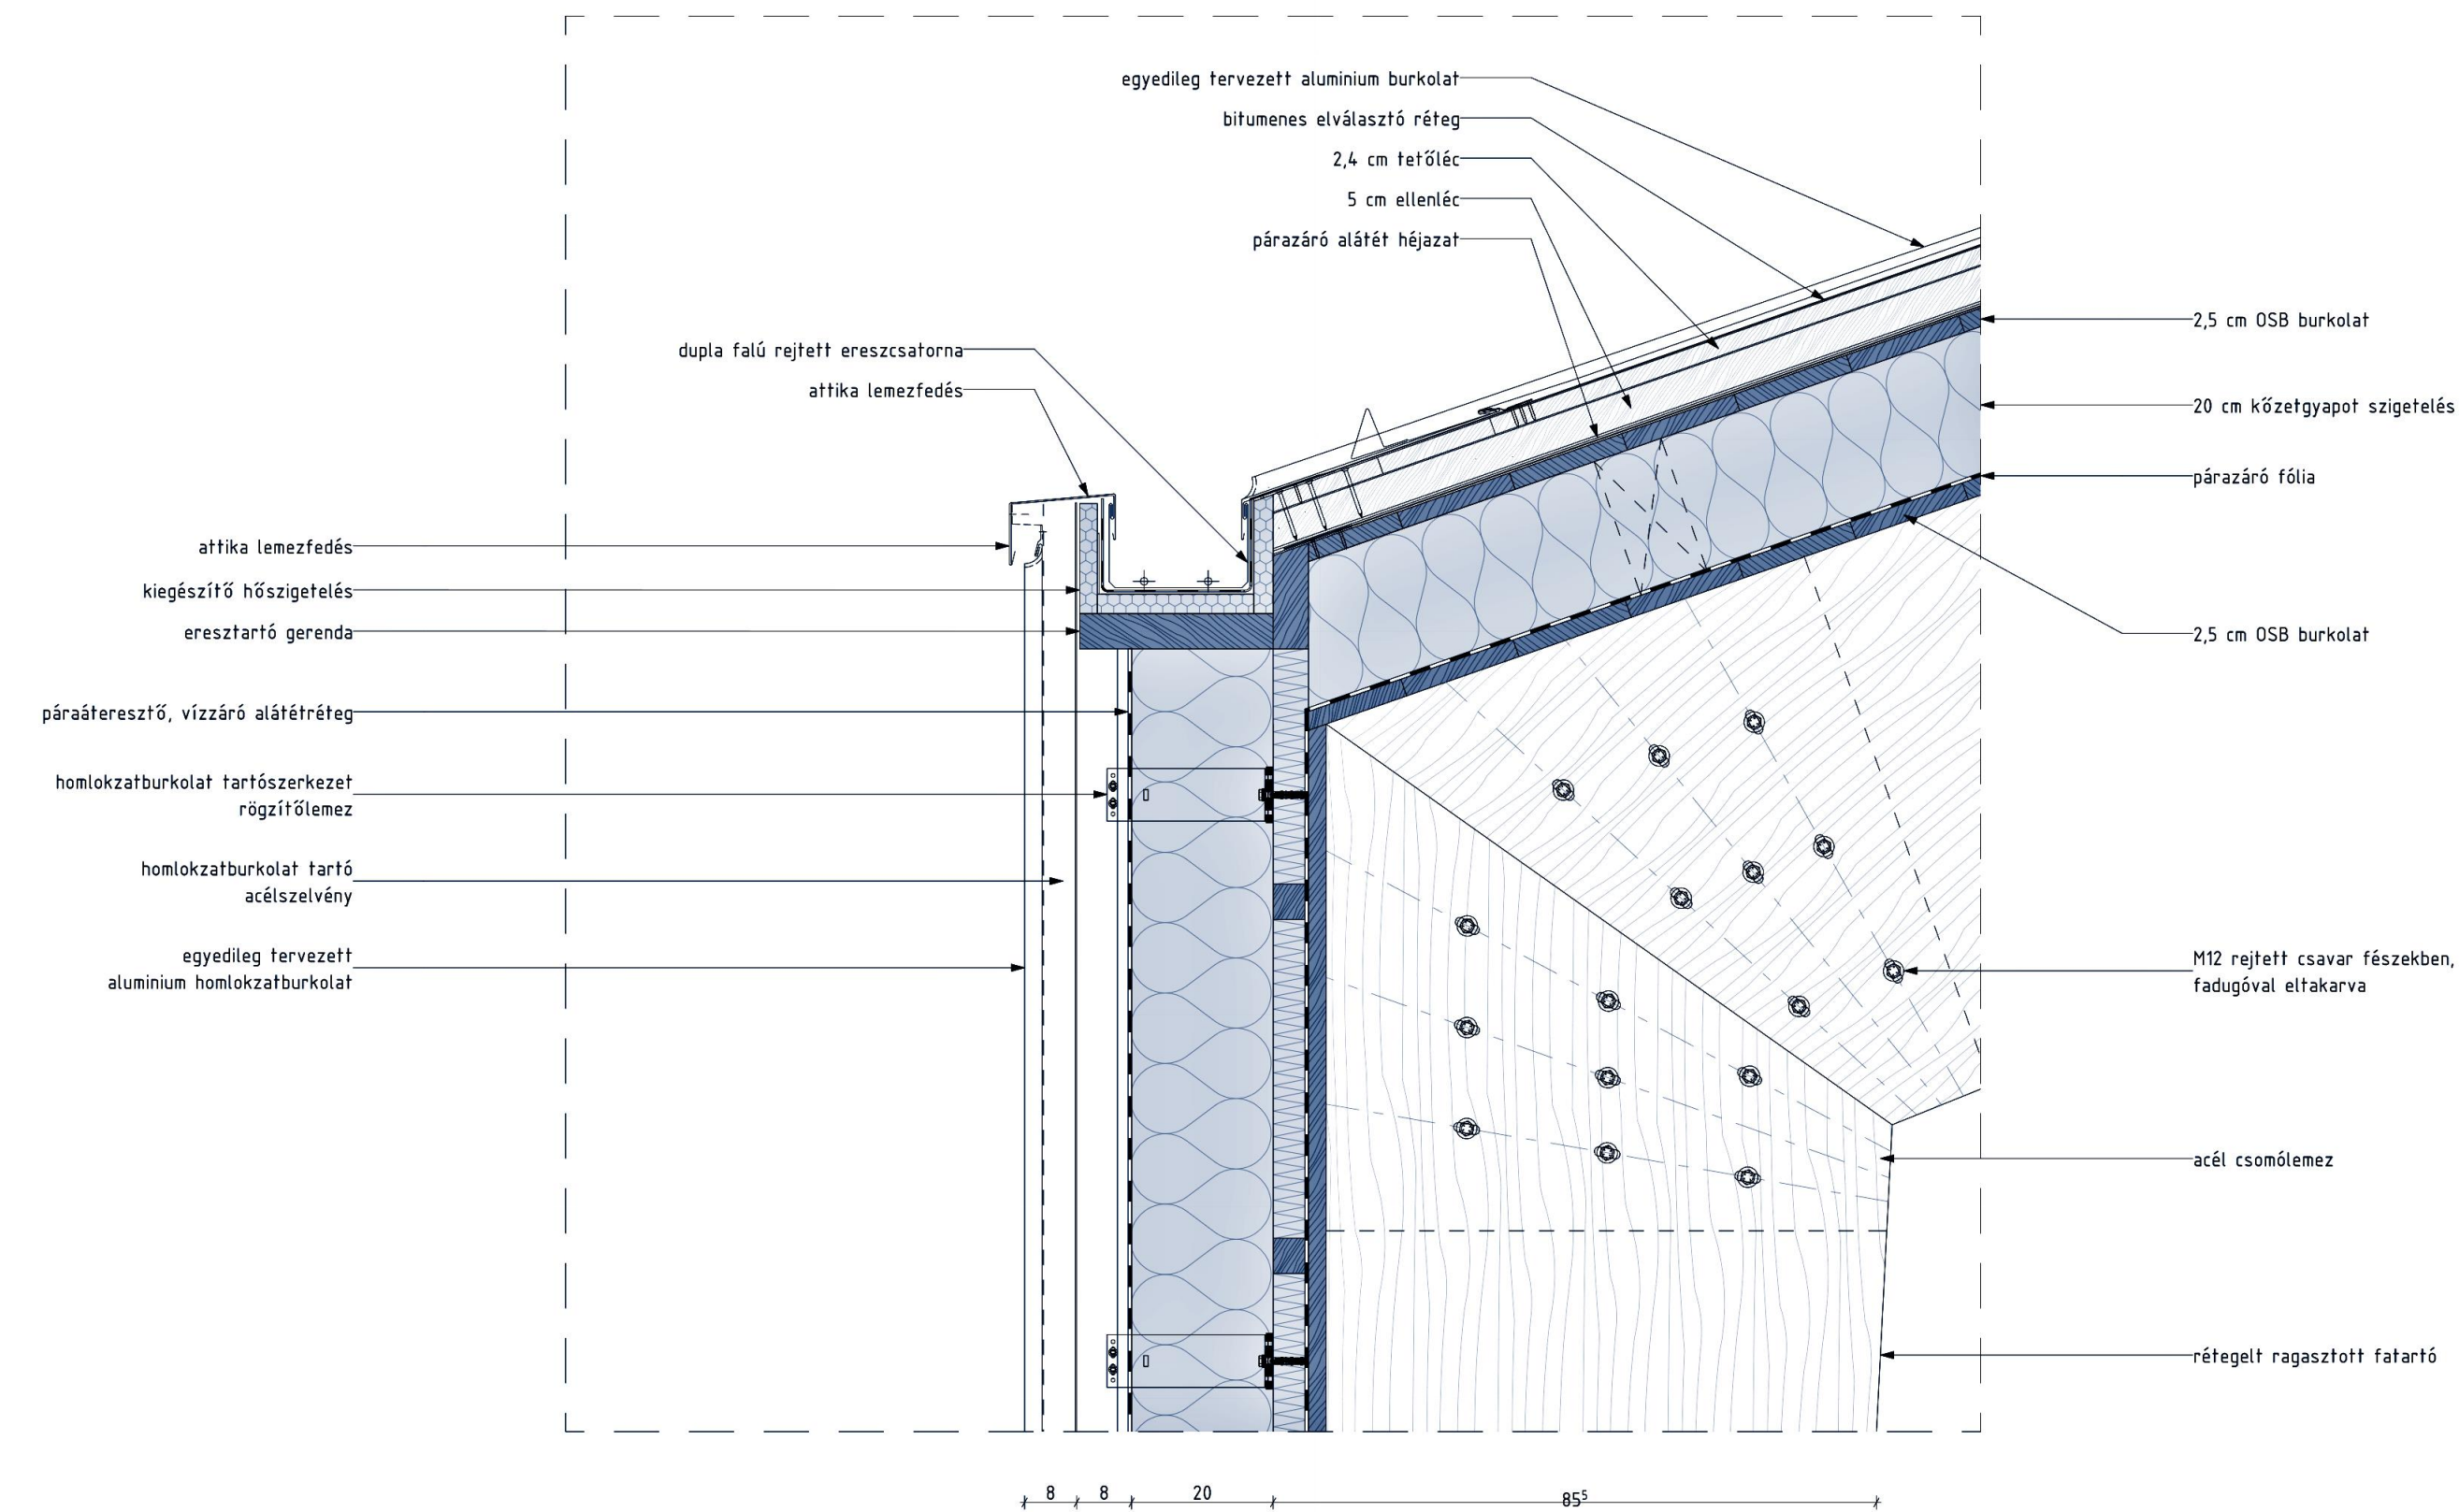 egyedileg tervezett aluminium burkolat
bitumenes elválasztó réteg
2,4 cm tetőléc
5 cm ellenléc
párazáró alátét héjazat
dupla falú rejtett ereszcsatorna
attika lemezfedés
attika lemezfedés
kiegészítő hőszigetelés
eresztartó gerenda
páraáteresztő, vízzáró alátétréteg
homlokzatburkolat tartószerkezet
rögzítőlemez
homlokzatburkolat tartó
acélszelvény
egyedileg tervezett
aluminium homlokzatburkolat
2,5 cm OSB burkolat
20 cm kőzetgyapot szigetelés
párazáró fólia
2,5 cm OSB burkolat
M12 rejtett csavar fészekben,
fadugóval eltakarva
acél csomólemez
rétegelt ragasztott fatartó
8 8 20 85⁵